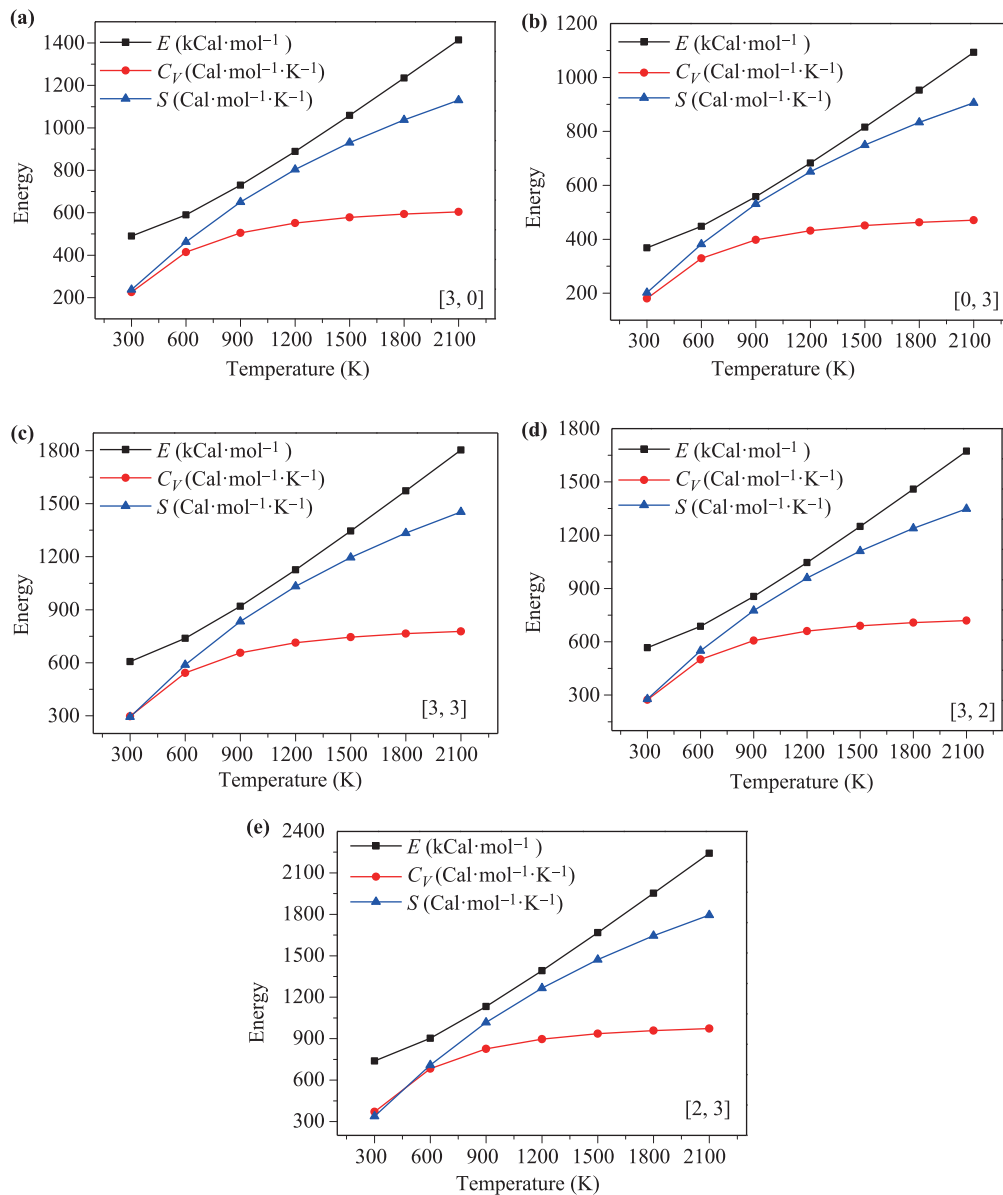 (a)
E (kCal·mol⁻¹ )
C_V (Cal·mol⁻¹·K⁻¹)
S (Cal·mol⁻¹·K⁻¹)
1400
1200
1000
800
600
400
200
Energy
[3, 0]
300 600 900 1200 1500 1800 2100
Temperature (K)
(b)
E (kCal·mol⁻¹ )
C_V (Cal·mol⁻¹·K⁻¹)
S (Cal·mol⁻¹·K⁻¹)
1200
1000
800
600
400
200
Energy
[0, 3]
300 600 900 1200 1500 1800 2100
Temperature (K)
(c)
E (kCal·mol⁻¹ )
C_V (Cal·mol⁻¹·K⁻¹)
S (Cal·mol⁻¹·K⁻¹)
1800
1500
1200
900
600
300
Energy
[3, 3]
300 600 900 1200 1500 1800 2100
Temperature (K)
(d)
E (kCal·mol⁻¹ )
C_V (Cal·mol⁻¹·K⁻¹)
S (Cal·mol⁻¹·K⁻¹)
1800
1500
1200
900
600
300
Energy
[3, 2]
300 600 900 1200 1500 1800 2100
Temperature (K)
(e)
E (kCal·mol⁻¹ )
C_V (Cal·mol⁻¹·K⁻¹)
S (Cal·mol⁻¹·K⁻¹)
2400
2100
1800
1500
1200
900
600
300
Energy
[2, 3]
300 600 900 1200 1500 1800 2100
Temperature (K)